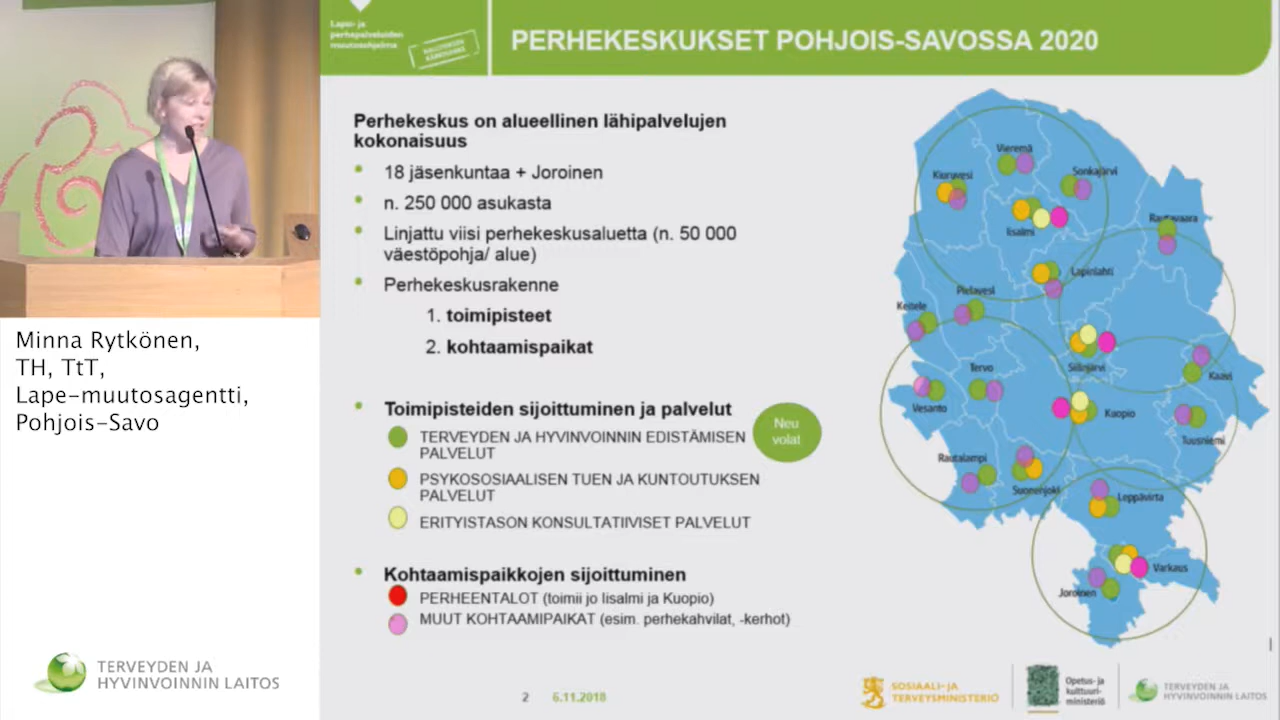 Lapsi- ja
perhepalveluiden
muutosohjelma
HALLITUKSEN
KÄRKIHANKE
PERHEKESKUKSET POHJOIS-SAVOSSA 2020
Perhekeskus on alueellinen lähipalvelujen
kokonaisuus
18 jäsenkuntaa + Joroinen
n. 250 000 asukasta
Linjattu viisi perhekeskusaluetta (n. 50 000
väestöpohja/ alue)
Perhekeskusrakenne
1. toimipisteet
2. kohtaamispaikat
Toimipisteiden sijoittuminen ja palvelut
TERVEYDEN JA HYVINVOINNIN EDISTÄMISEN
PALVELUT
PSYKOSOSIAALISEN TUEN JA KUNTOUTUKSEN
PALVELUT
ERITYISTASON KONSULTATIIVISET PALVELUT
Neu
volat
Kohtaamispaikkojen sijoittuminen
PERHEENTALOT (toimii jo Iisalmi ja Kuopio)
MUUT KOHTAAMIPAIKAT (esim. perhekahvilat, -kerhot)
Vieremä
Kiuruvesi
Sonkajärvi
Iisalmi
Rautavaara
Lapinlahti
Pielavesi
Keitele
Siilinjärvi
Tervo
Kaavi
Vesanto
Kuopio
Tuusniemi
Rautalampi
Suonenjoki
Leppävirta
Varkaus
Joroinen
Minna Rytkönen,
TH, TtT,
Lape-muutosagentti,
Pohjois-Savo
TERVEYDEN JA
HYVINVOINNIN LAITOS
2
6.11.2018
SOSIAALI- JA
TERVEYSMINISTERIÖ
Opetus- ja
kulttuuri-
ministeriö
TERVEYDEN JA
HYVINVOINNIN LAITOS